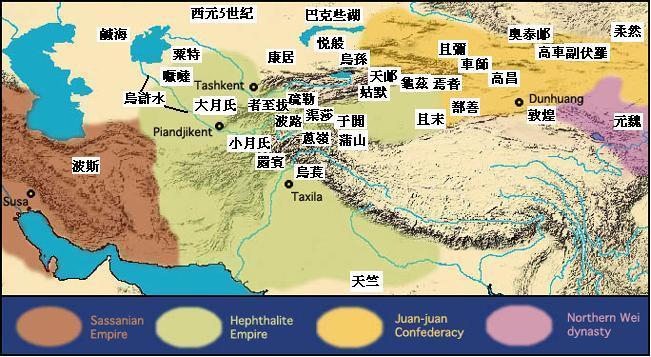 西元5世紀
巴克些湖
鹹海
悅般
奧泰邮
柔然
粟特
康居
烏孫
且彌
高車副伏羅
嚈噠
車師
Tashkent
天邮
龜茲
焉耆
高昌
烏滸水
大月氏
者至拔
疏勒
姑默
鄯善
Dunhuang
Piandjikent
波路
渠莎
于闐
且末
敦煌
元魏
小月氏
蔥嶺
蒲山
波斯
罽賓
烏萇
Susa
Taxila
天竺
Sassanian
Empire
Hephthalite
Empire
Juan-juan
Confederacy
Northern Wei
dynasty